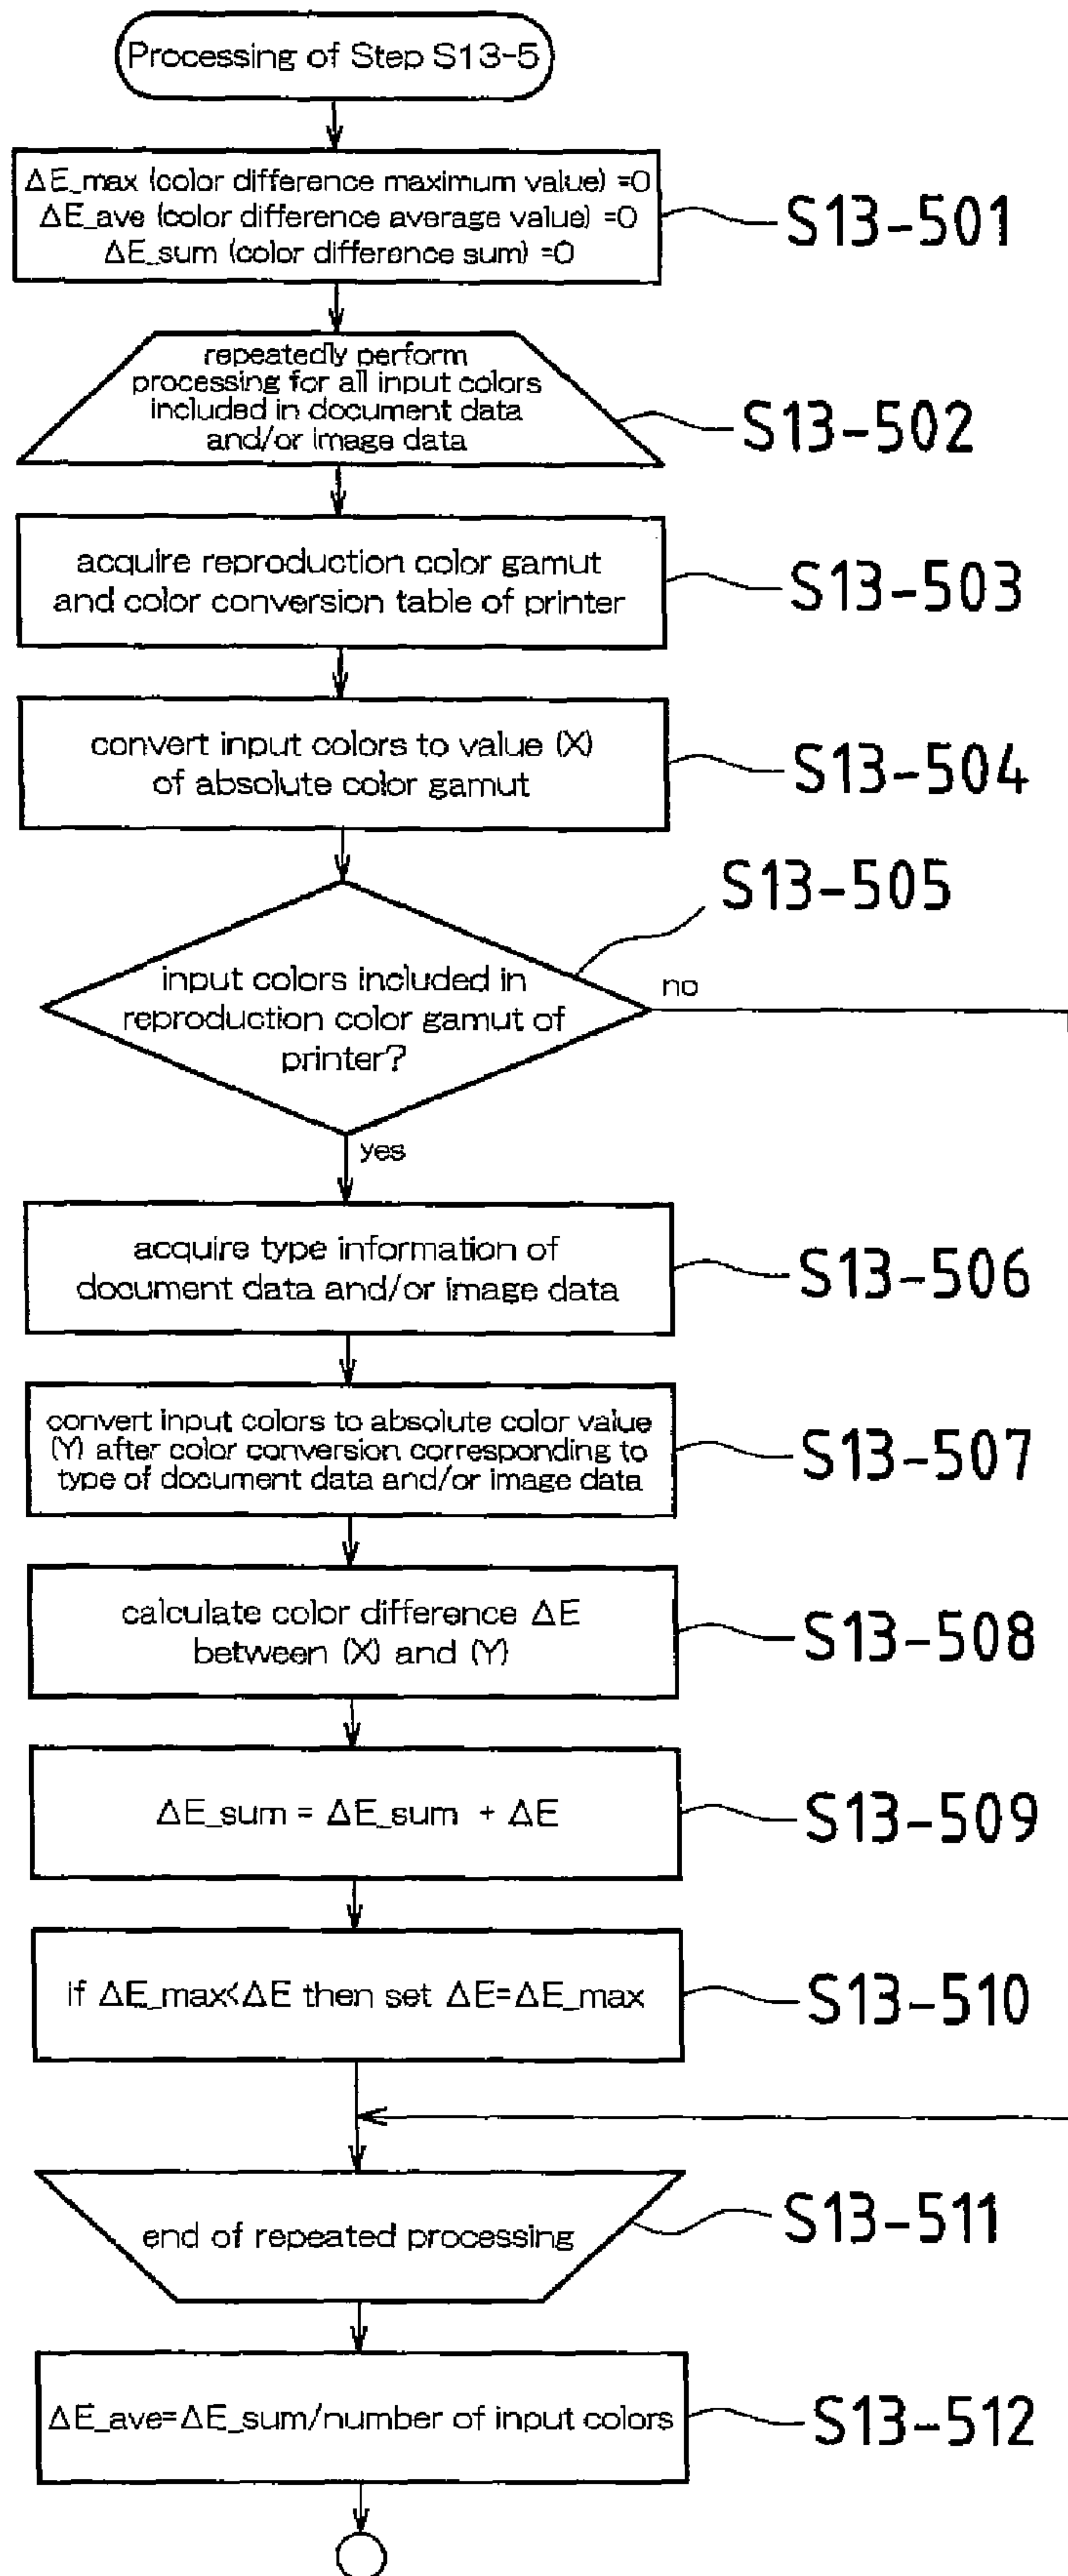 Processing of Step S13-5
ΔE_max (color difference maximum value) =0
ΔE_ave (color difference average value) =0
ΔE_sum (color difference sum) =0
S13-501
repeatedly perform
processing for all input colors
included in document data
and/or image data
S13-502
acquire reproduction color gamut
and color conversion table of printer
S13-503
convert input colors to value (X)
of absolute color gamut
S13-504
S13-505
input colors included in
reproduction color gamut of
printer?
no
yes
acquire type information of
document data and/or image data
S13-506
convert input colors to absolute color value
(Y) after color conversion corresponding to
type of document data and/or image data
S13-507
calculate color difference ΔE
between (X) and (Y)
S13-508
ΔE_sum = ΔE_sum + ΔE
S13-509
if ΔE_max<ΔE then set ΔE=ΔE_max
S13-510
end of repeated processing
S13-511
ΔE_ave=ΔE_sum/number of input colors
S13-512